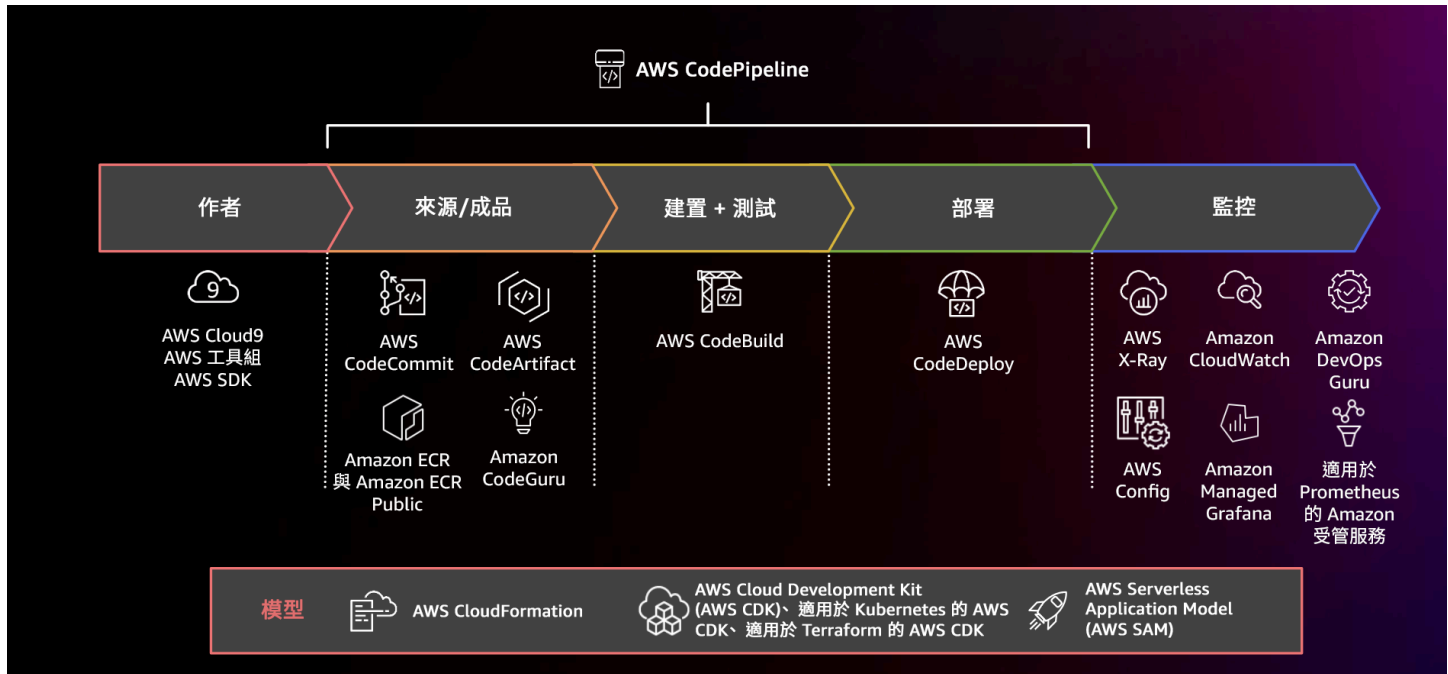 AWS CodePipeline
作者
來源/成品
建置 + 測試
部署
監控
9
AWS Cloud9
AWS 工具組
AWS SDK
AWS
CodeCommit
AWS
CodeArtifact
Amazon ECR
與 Amazon ECR
Public
Amazon
CodeGuru
AWS CodeBuild
AWS
CodeDeploy
AWS
X-Ray
Amazon
CloudWatch
Amazon
DevOps
Guru
AWS
Config
Amazon
Managed
Grafana
適用於
Prometheus
的 Amazon
受管服務
模型
AWS CloudFormation
AWS Cloud Development Kit
(AWS CDK)、適用於 Kubernetes 的 AWS
CDK、適用於 Terraform 的 AWS CDK
AWS Serverless
Application Model
(AWS SAM)